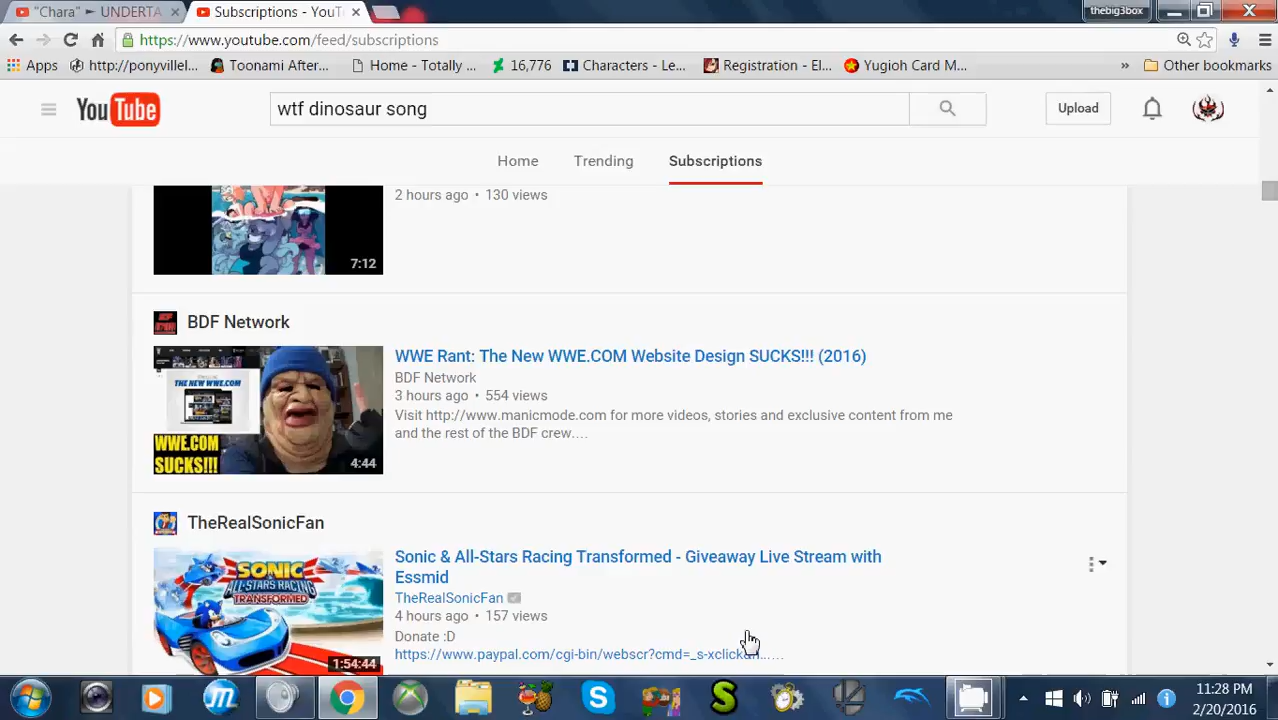 "Chara" ► UNDERTA
Subscriptions - YouT
thebig3box
https://www.youtube.com/feed/subscriptions
Apps http://ponyvillel... Toonami After... Home - Totally ... 16,776 Characters - Le... Registration - El... Yugioh Card M... » Other bookmarks
YouTube
wtf dinosaur song
Upload
Home Trending Subscriptions
2 hours ago • 130 views
7:12
BDF Network
WWE Rant: The New WWE.COM Website Design SUCKS!!! (2016)
BDF Network
3 hours ago • 554 views
Visit http://www.manicmode.com for more videos, stories and exclusive content from me
and the rest of the BDF crew....
THE NEW WWE.COM
WWE.COM
SUCKS!!!
4:44
TheRealSonicFan
Sonic & All-Stars Racing Transformed - Giveaway Live Stream with
Essmid
TheRealSonicFan
4 hours ago • 157 views
Donate :D
https://www.paypal.com/cgi-bin/webscr?cmd=_s-xclick
SONIC
ALL-STARS RACING
TRANSFORMED
1:54:44
11:28 PM
2/20/2016